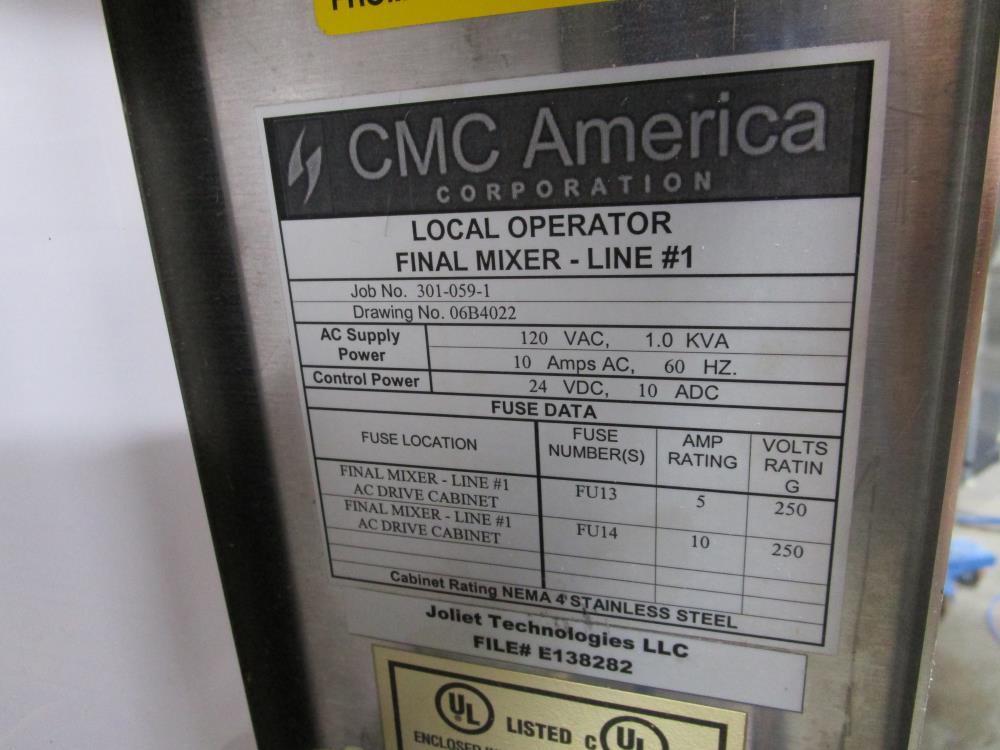 CMC America
CORPORATION
LOCAL OPERATOR
FINAL MIXER - LINE #1
Job No. 301-059-1
Drawing No. 06B4022
AC Supply Power
120 VAC, 1.0 KVA
10 Amps AC, 60 HZ.
Control Power
24 VDC, 10 ADC
FUSE DATA
FUSE LOCATION
FUSE NUMBER(S)
AMP RATING
VOLTS
RATIN
G
FINAL MIXER - LINE #1
AC DRIVE CABINET
FU13
5
250
FINAL MIXER - LINE #1
AC DRIVE CABINET
FU14
10
250
Cabinet Rating NEMA 4 STAINLESS STEEL
Joliet Technologies LLC
FILE# E138282
UL LISTED C UL